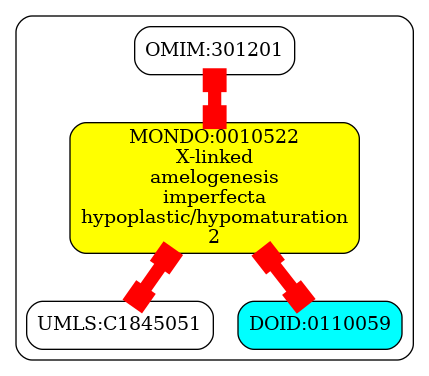 OMIM:301201
MONDO:0010522
X-linked
amelogenesis
imperfecta
hypoplastic/hypomaturation
2
UMLS:C1845051
DOID:0110059